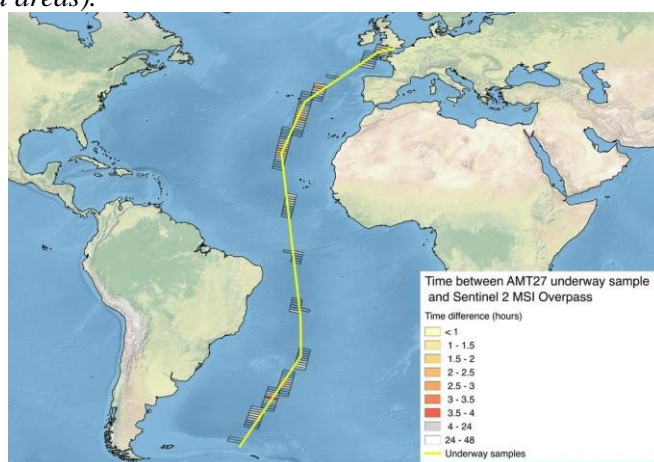 n areas).
Time between AMT27 underway sample
and Sentinel 2 MSI Overpass
Time difference (hours)
< 1
1 - 1.5
1.5 - 2
2 - 2.5
2.5 - 3
3 - 3.5
3.5 - 4
4 - 24
24 - 48
Underway samples